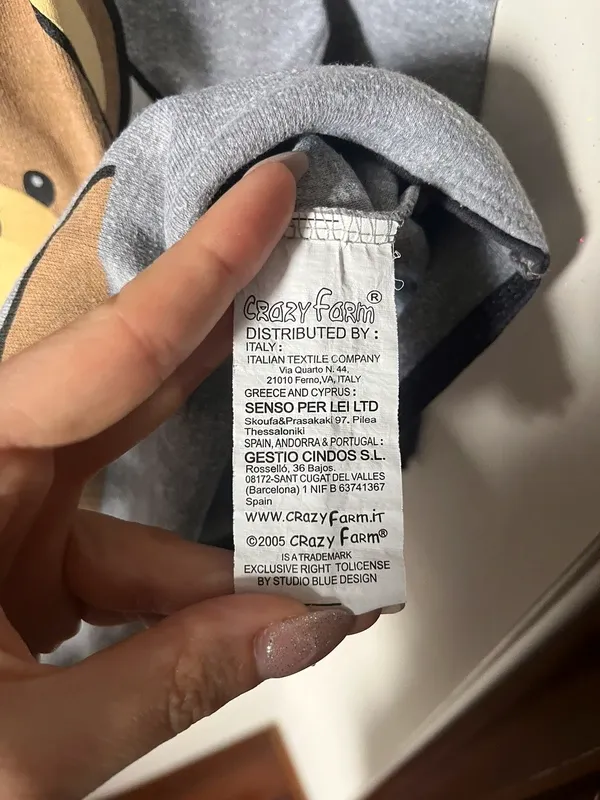 CRAZY FARM®
DISTRIBUTED BY :
ITALY :
ITALIAN TEXTILE COMPANY
Via Quarto N. 44,
21010 Ferno,VA, ITALY
GREECE AND CYPRUS :
SENSO PER LEI LTD
Skoufa&Prasakaki 97. Pilea
Thessaloniki
SPAIN, ANDORRA & PORTUGAL :
GESTIO CINDOS S.L.
Rosselló, 36 Bajos.
08172-SANT CUGAT DEL VALLES
(Barcelona) 1 NIF B 63741367
Spain
WWW.CRAZYFARM.IT
©2005 CRAZY FARM®
IS A TRADEMARK
EXCLUSIVE RIGHT TOLICENSE
BY STUDIO BLUE DESIGN